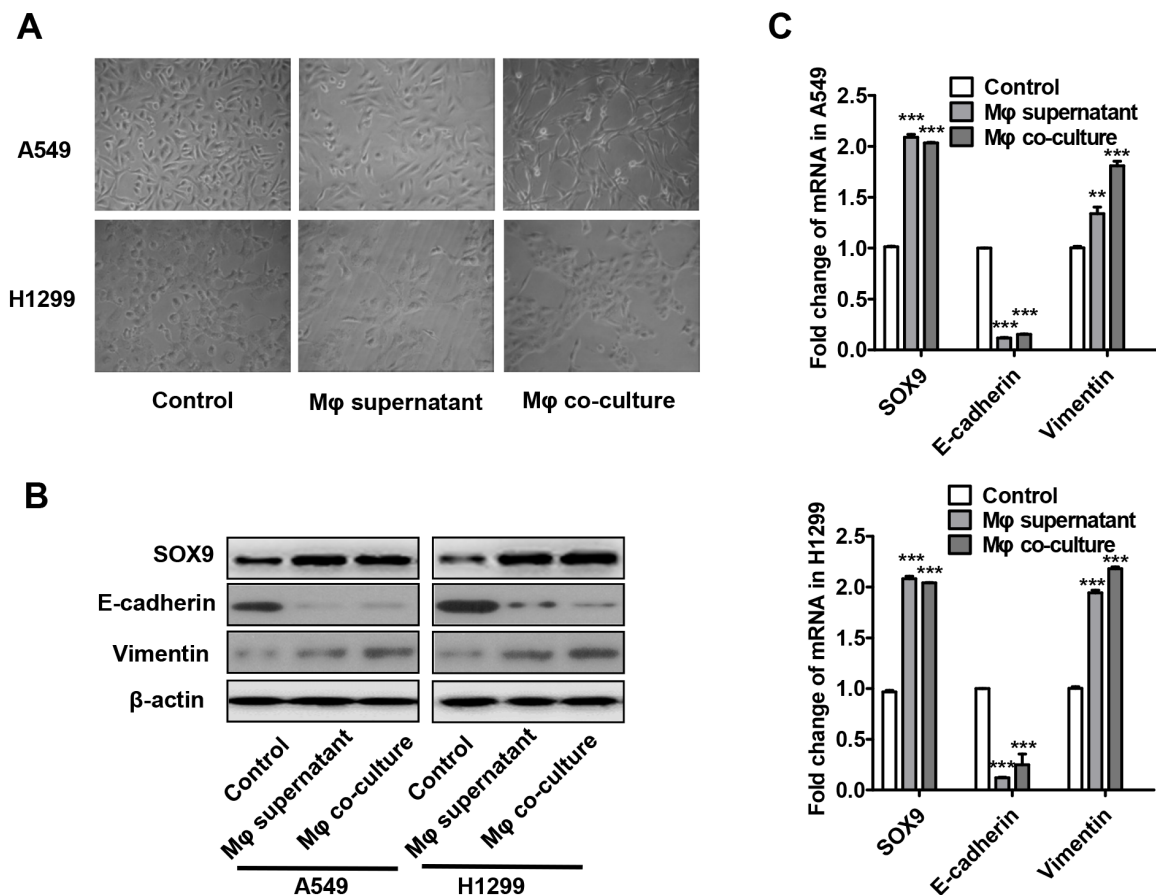 A
A549
H1299
Control
Mφ supernatant
Mφ co-culture
B
SOX9
E-cadherin
Vimentin
β-actin
Control
Mφ supernatant
Mφ co-culture
Control
Mφ supernatant
Mφ co-culture
A549
H1299
C
Control
Mφ supernatant
Mφ co-culture
Fold change of mRNA in A549
2.5
2.0
1.5
1.0
0.5
0.0
***
***
***
***
**
***
SOX9
E-cadherin
Vimentin
Control
Mφ supernatant
Mφ co-culture
Fold change of mRNA in H1299
2.5
2.0
1.5
1.0
0.5
0.0
***
***
***
***
***
***
SOX9
E-cadherin
Vimentin